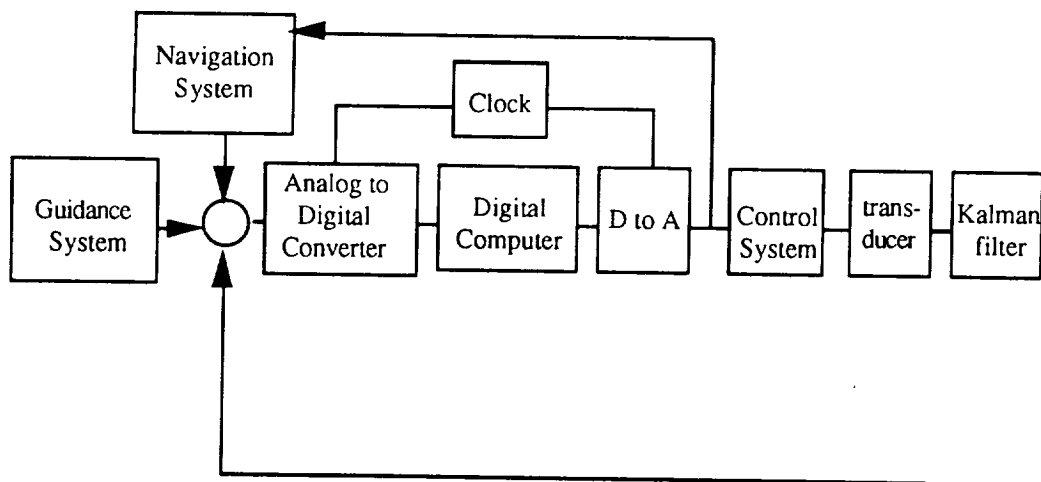 Navigation
System
Clock
Guidance
System
Analog to
Digital
Converter
Digital
Computer
D to A
Control
System
trans-
ducer
Kalman
filter